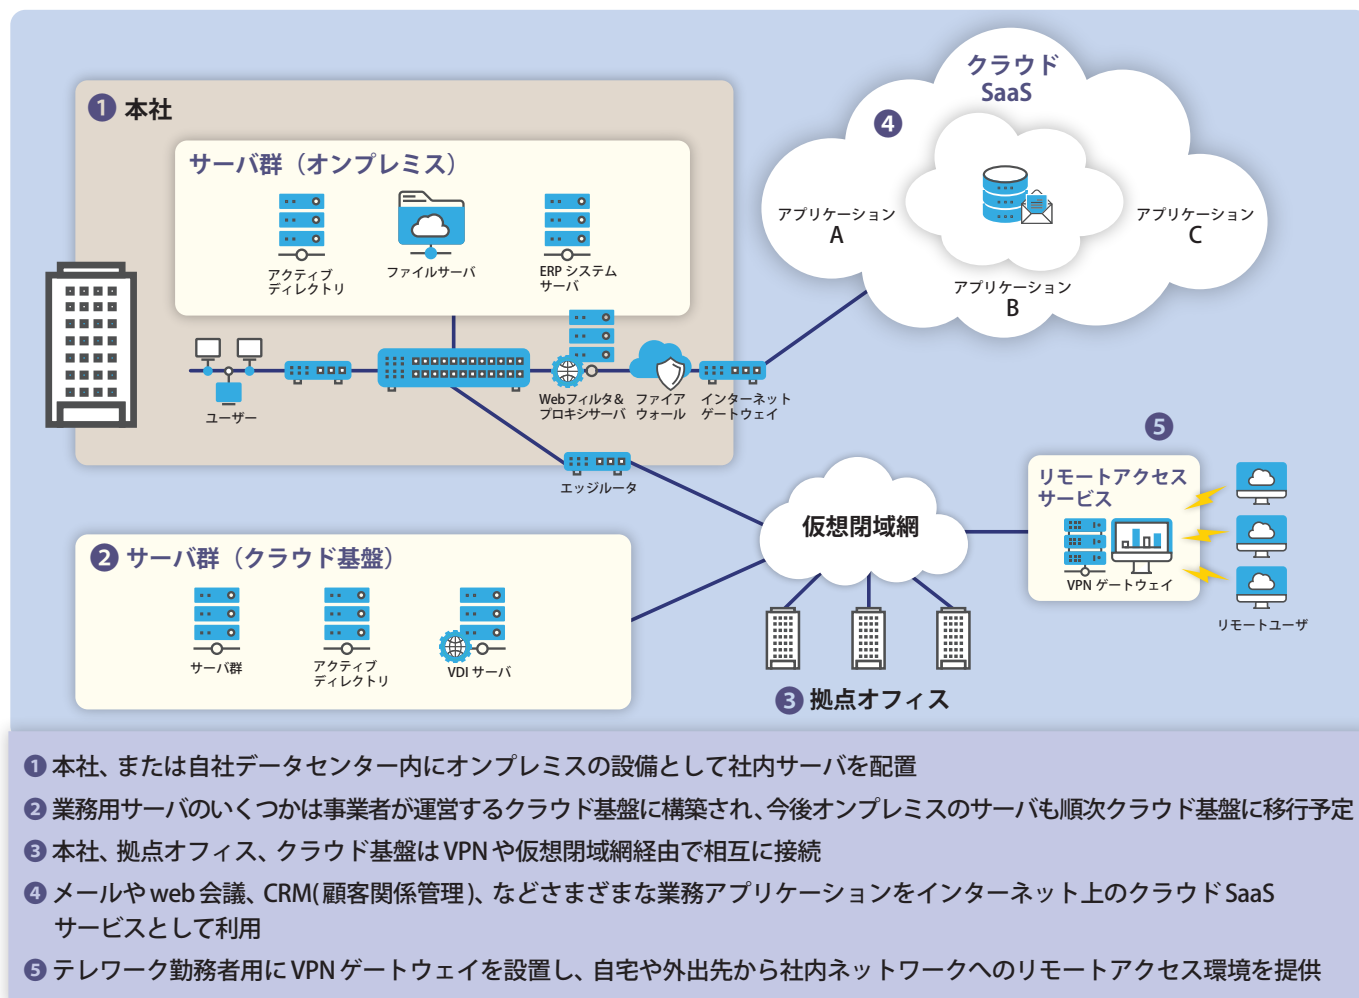 ❶ 本社
サーバ群（オンプレミス）
アクティブ
ディレクトリ
ファイルサーバ
ERP システム
サーバ
ユーザー
Webフィルタ&
プロキシサーバ
ファイア
ウォール
インターネット
ゲートウェイ
エッジルータ
クラウド
SaaS
❹
アプリケーション
A
アプリケーション
B
アプリケーション
C
❷ サーバ群（クラウド基盤）
サーバ群
アクティブ
ディレクトリ
VDI サーバ
仮想閉域網
❸ 拠点オフィス
❺
リモートアクセス
サービス
VPN ゲートウェイ
リモートユーザ
❶ 本社、または自社データセンター内にオンプレミスの設備として社内サーバを配置
❷ 業務用サーバのいくつかは事業者が運営するクラウド基盤に構築され、今後オンプレミスのサーバも順次クラウド基盤に移行予定
❸ 本社、拠点オフィス、クラウド基盤は VPN や仮想閉域網経由で相互に接続
❹ メールや web 会議、CRM(顧客関係管理)、などさまざまな業務アプリケーションをインターネット上のクラウド SaaS
サービスとして利用
❺ テレワーク勤務者用に VPN ゲートウェイを設置し、自宅や外出先から社内ネットワークへのリモートアクセス環境を提供